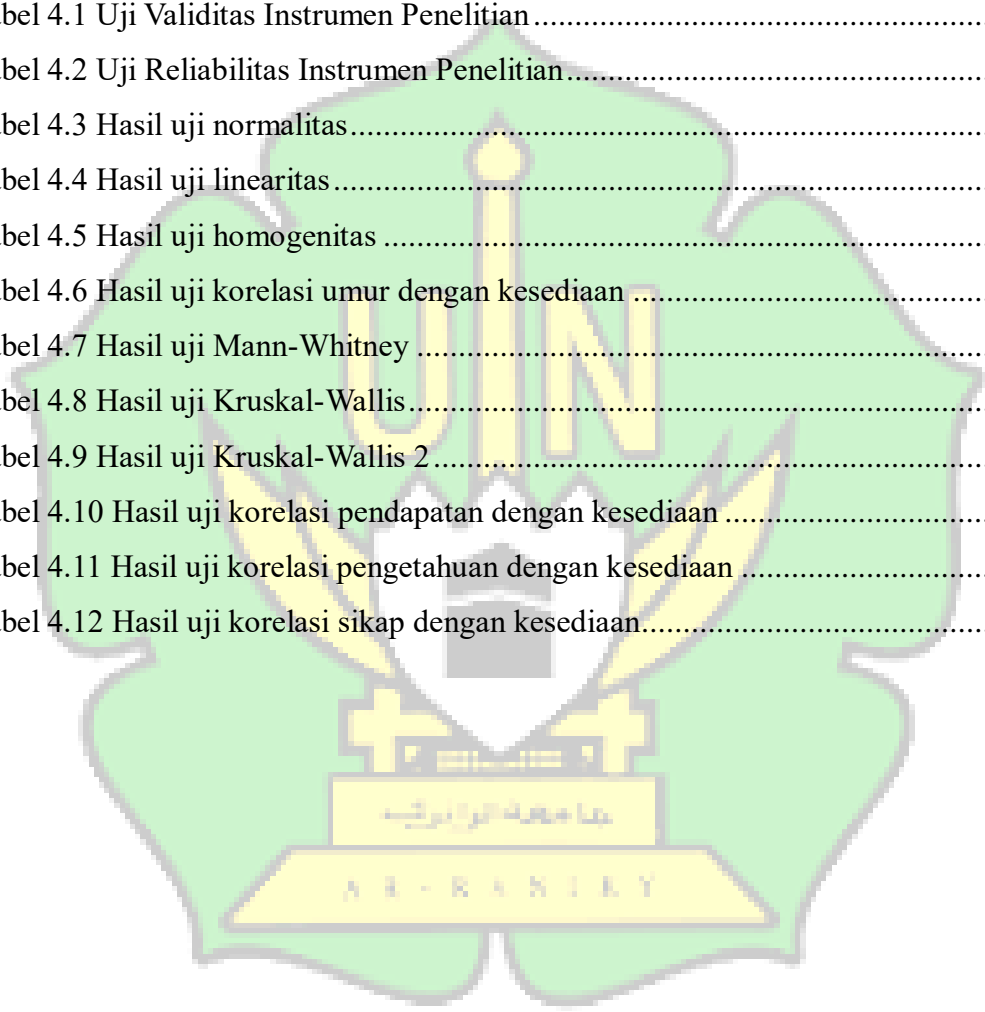 bel 4.1 Uji Validitas Instrumen Penelitian ........................................................
bel 4.2 Uji Reliabilitas Instrumen Penelitian ...................................................
bel 4.3 Hasil uji normalitas .............................................................................
bel 4.4 Hasil uji linearitas ...............................................................................
bel 4.5 Hasil uji homogenitas .........................................................................
bel 4.6 Hasil uji korelasi umur dengan kesediaan ...........................................
bel 4.7 Hasil uji Mann-Whitney .....................................................................
bel 4.8 Hasil uji Kruskal-Wallis ......................................................................
bel 4.9 Hasil uji Kruskal-Wallis 2 ...................................................................
bel 4.10 Hasil uji korelasi pendapatan dengan kesediaan ................................
bel 4.11 Hasil uji korelasi pengetahuan dengan kesediaan ..............................
bel 4.12 Hasil uji korelasi sikap dengan kesediaan ..........................................
UIN
جامعة الرانيري
AR-RANIRY